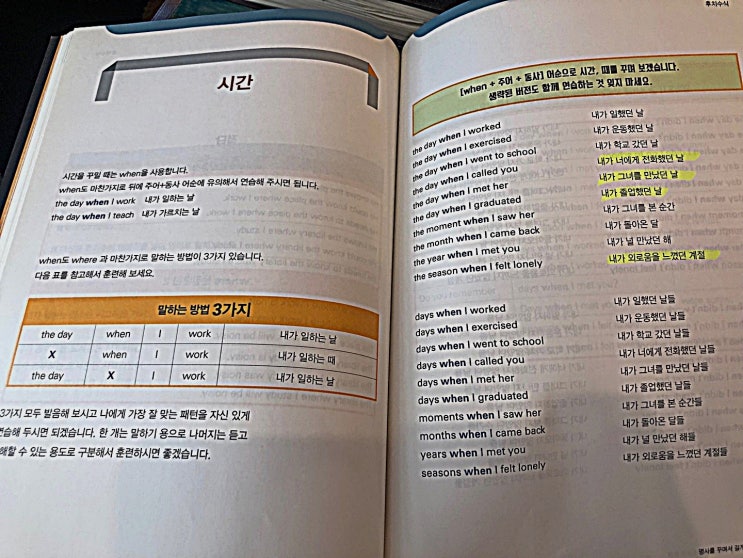 시간
시간을 꾸밀 때는 when을 사용합니다.
when도 마찬가지로 뒤에 주어+동사 어순에 유의해서 연습해 주시면 됩니다.
the day when I work 내가 일하는 날
the day when I teach 내가 가르치는 날
when도 where 과 마찬가지로 말하는 방법이 3가지 있습니다.
다음 표를 참고해서 훈련해 보세요.
말하는 방법 3가지
the day when I work 내가 일하는 날
X when I work 내가 일하는 때
the day X I work 내가 일하는 날
3가지 모두 발음해 보시고 나에게 가장 잘 맞는 패턴을 자신 있게
연습해 두시면 되겠습니다. 한 개는 말하기 용으로 나머지는 듣고
해할 수 있는 용도로 구분해서 훈련하시면 좋겠습니다.
후치수식
[when + 주어 + 동사] 어순으로 시간, 때를 꾸며 보겠습니다.
생략된 버전도 함께 연습하는 것 잊지 마세요.
the day when I worked 내가 일했던 날
the day when I exercised 내가 운동했던 날
the day when I went to school 내가 학교 갔던 날
the day when I called you 내가 너에게 전화했던 날
the day when I met her 내가 그녀를 만났던 날
the day when I graduated 내가 졸업했던 날
the moment when I saw her 내가 그녀를 본 순간
the month when I came back 내가 돌아온 달
the year when I met you 내가 널 만났던 해
the season when I felt lonely 내가 외로움을 느꼈던 계절
days when I worked 내가 일했던 날들
days when I exercised 내가 운동했던 날들
days when I went to school 내가 학교 갔던 날들
days when I called you 내가 너에게 전화했던 날들
days when I met her 내가 그녀를 만났던 날들
days when I graduated 내가 졸업했던 날들
moments when I saw her 내가 그녀를 본 순간들
months when I came back 내가 돌아온 달들
years when I met you 내가 널 만났던 해들
seasons when I felt lonely 내가 외로움을 느꼈던 계절들
명사를 꾸며서 길게